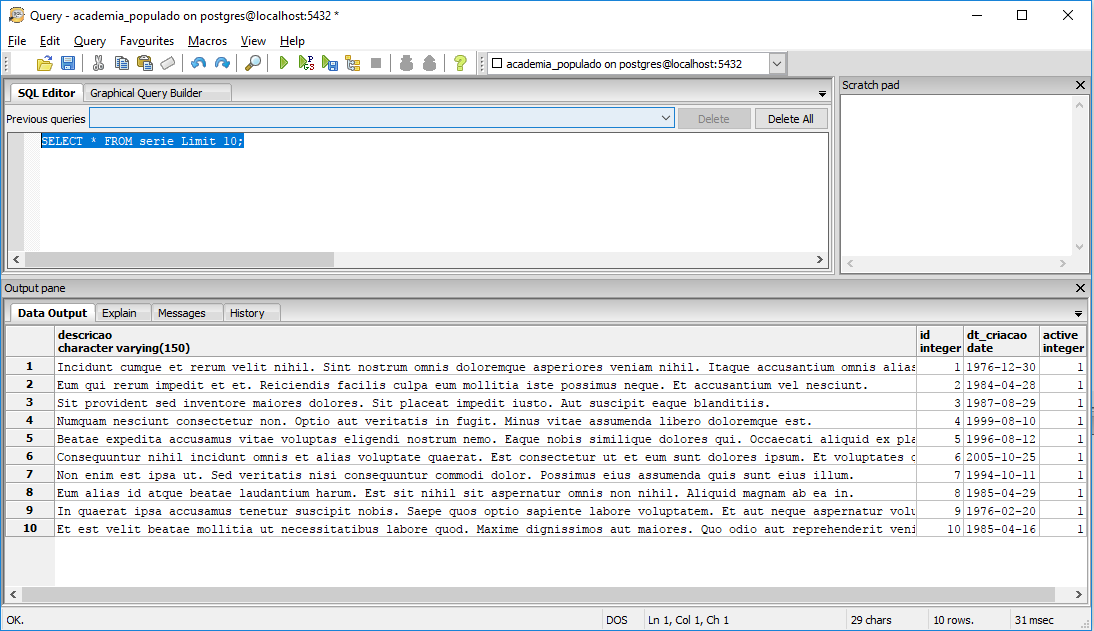 Query - academia_populado on postgres@localhost:5432 *
File Edit Query Favourites Macros View Help
academia_populado on postgres@localhost:5432
SQL Editor Graphical Query Builder
Previous queries Delete Delete All
SELECT * FROM serie Limit 10;
Scratch pad
Output pane
Data Output Explain Messages History
descricao id dt_criacao active
character varying(150) integer date integer
1 Incidunt cumque et rerum velit nihil. Sint nostrum omnis doloremque asperiores veniam nihil. Itaque accusantium omnis alias 1 1976-12-30 1
2 Eum qui rerum impedit et et. Reiciendis facilis culpa eum mollitia iste possimus neque. Et accusantium vel nesciunt. 2 1984-04-28 1
3 Sit provident sed inventore maiores dolores. Sit placeat impedit iusto. Aut suscipit eaque blanditiis. 3 1987-08-29 1
4 Numquam nesciunt consectetur non. Optio aut veritatis in fugit. Minus vitae assumenda libero doloremque est. 4 1999-08-10 1
5 Beatae expedita accusamus vitae voluptas eligendi nostrum nemo. Eaque nobis similique dolores qui. Occaecati aliquid ex pla 5 1996-08-12 1
6 Consequuntur nihil incidunt omnis et alias voluptate quaerat. Est consectetur ut et eum sunt dolores ipsum. Et voluptates 6 2005-10-25 1
7 Non enim est ipsa ut. Sed veritatis nisi consequuntur commodi dolor. Possimus eius assumenda quis sunt eius illum. 7 1994-10-11 1
8 Eum alias id atque beatae laudantium harum. Est sit nihil sit aspernatur omnis non nihil. Aliquid magnam ab ea in. 8 1985-04-29 1
9 In quaerat ipsa accusamus tenetur suscipit nobis. Saepe quos optio sapiente labore voluptatem. Et aut neque aspernatur volu 9 1976-02-20 1
10 Et est velit beatae mollitia ut necessitatibus labore quod. Maxime dignissimos aut maiores. Quo odio aut reprehenderit veni 10 1985-04-16 1
OK. DOS Ln 1, Col 1, Ch 1 29 chars 10 rows. 31 msec